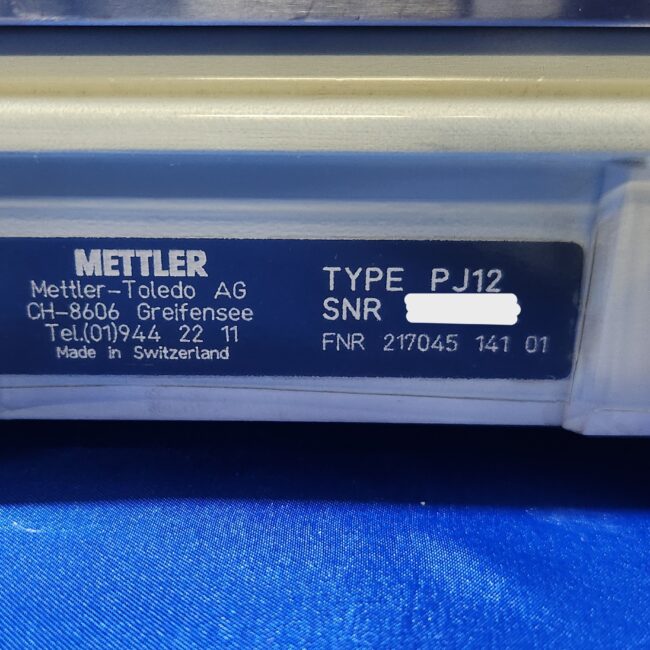 METTLER
Mettler-Toledo AG
CH-8606 Greifensee
Tel.(01)944 22 11
Made in Switzerland
TYPE PJ12
SNR
FNR 217045 141 01